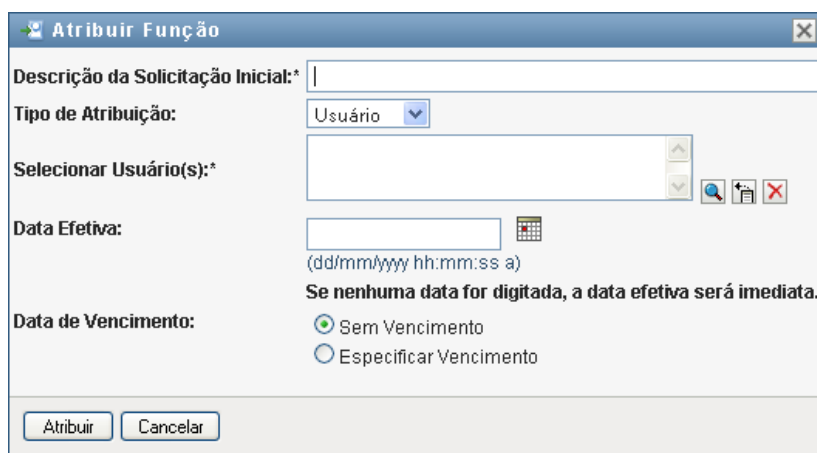 Atribuir Função
Descrição da Solicitação Inicial:*
Tipo de Atribuição: Usuário
Selecionar Usuário(s):*
Data Efetiva:
(dd/mm/yyyy hh:mm:ss a)
Se nenhuma data for digitada, a data efetiva será imediata.
Data de Vencimento: Sem Vencimento
Especificar Vencimento
Atribuir Cancelar